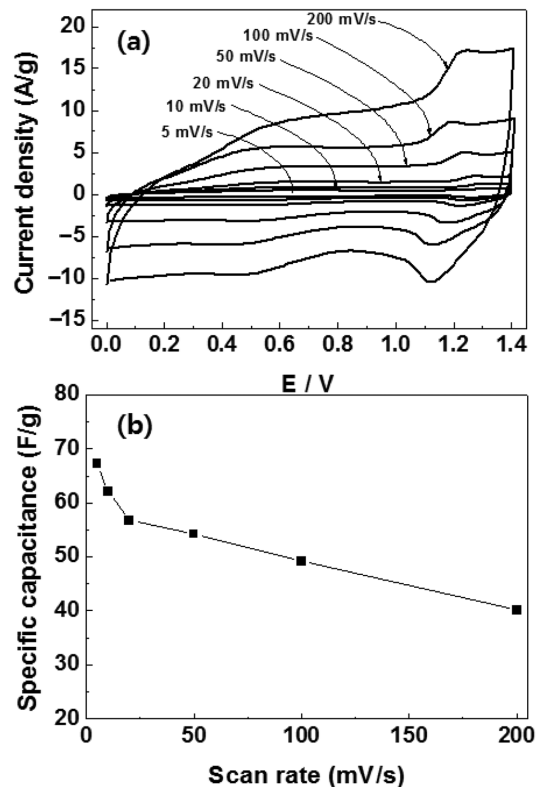 (a)
200 mV/s
100 mV/s
50 mV/s
20 mV/s
10 mV/s
5 mV/s
Current density (A/g)
20
15
10
5
0
−5
−10
−15
0.0 0.2 0.4 0.6 0.8 1.0 1.2 1.4
E / V
(b)
Specific capacitance (F/g)
80
70
60
50
40
30
20
0 50 100 150 200
Scan rate (mV/s)